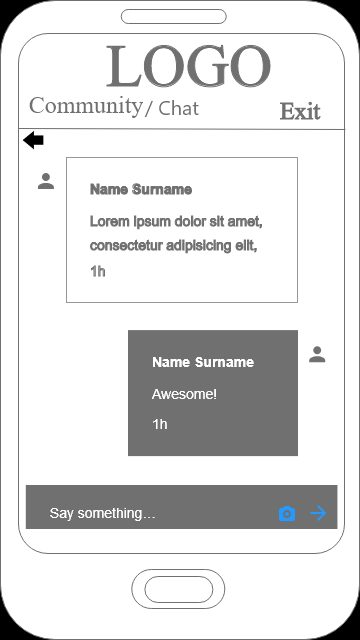 LOGO
Community / Chat
Exit
Name Surname
Lorem ipsum dolor sit amet,
consectetur adipisicing elit,
1h
Name Surname
Awesome!
1h
Say something...